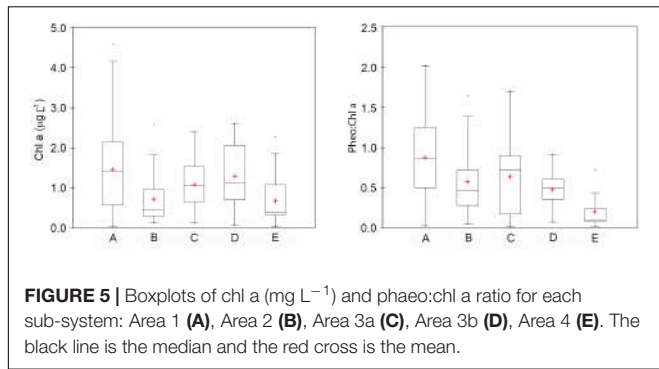 5.0
4.0
3.0
2.0
1.0
0.0
Chl a (µg L⁻¹)
A B C D E
2.5
2.0
1.5
1.0
0.5
0.0
Pheo:Chl a
A B C D E
FIGURE 5 | Boxplots of chl a (mg L⁻¹) and phaeo:chl a ratio for each
sub-system: Area 1 (A), Area 2 (B), Area 3a (C), Area 3b (D), Area 4 (E). The
black line is the median and the red cross is the mean.